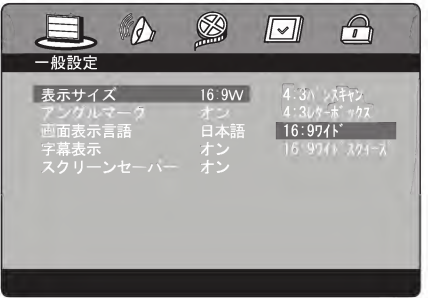 一般設定
表示サイズ 16:9W 4:3パンスキャン
アングルマーク オン 4:3レターボックス
画面表示言語 日本語 16:9ワイド
字幕表示 オン 16:9ワイドスクィーズ
スクリーンセーバー オン